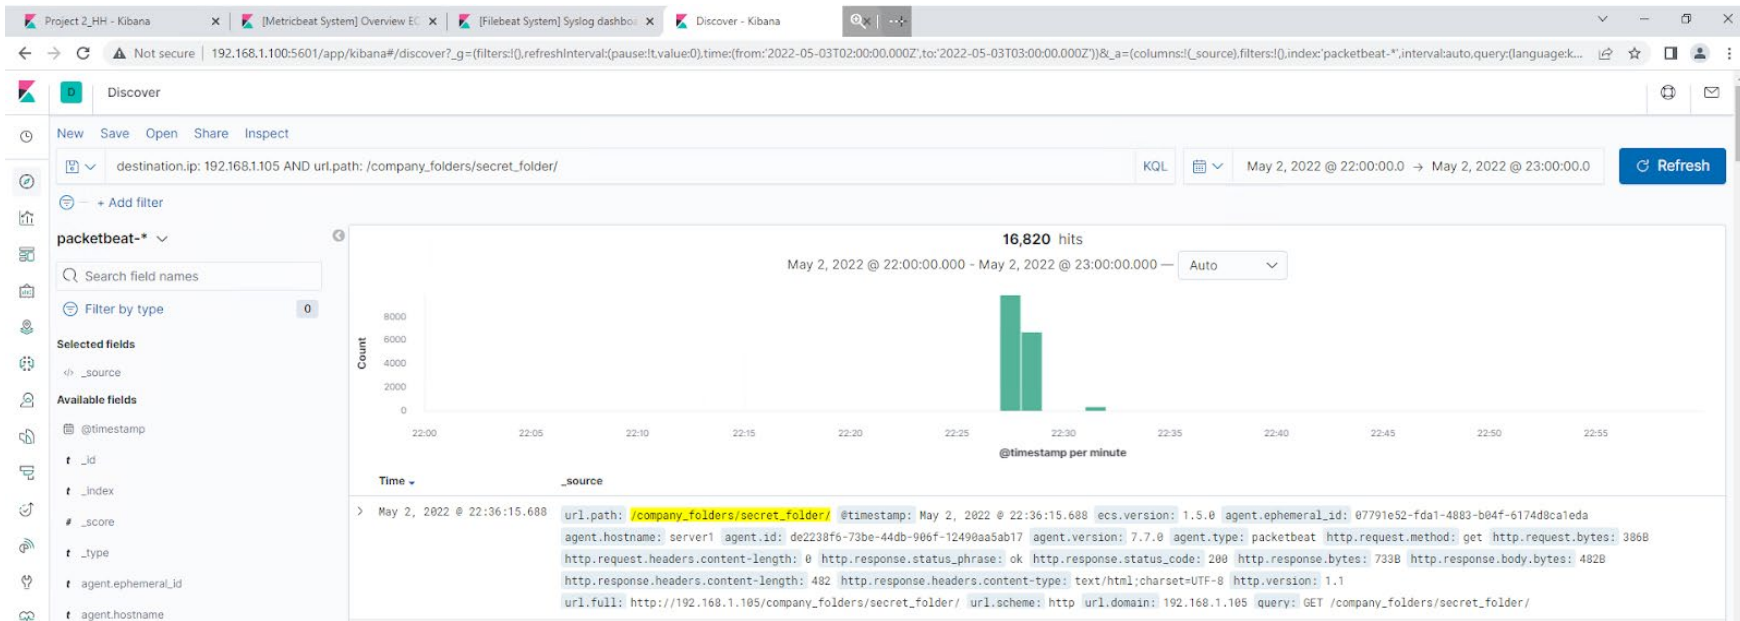 Project 2_HH - Kibana
[Metricbeat System] Overview EC
[Filebeat System] Syslog dashboa
Discover - Kibana
Not secure | 192.168.1.100:5601/app/kibana#/discover?_g=(filters:!(),refreshInterval:(pause:!t,value:0),time:(from:'2022-05-03T02:00:00.000Z',to:'2022-05-03T03:00:00.000Z'))&_a=(columns:!(_source),filters:!(),index:'packetbeat-*',interval:auto,query:(language:k...
D Discover
New Save Open Share Inspect
destination.ip: 192.168.1.105 AND url.path: /company_folders/secret_folder/ KQL May 2, 2022 @ 22:00:00.0 → May 2, 2022 @ 23:00:00.0 Refresh
+ Add filter
packetbeat-*
Search field names
Filter by type 0
Selected fields
_source
Available fields
@timestamp
t _id
t _index
# _score
t _type
t agent.ephemeral_id
t agent.hostname
16,820 hits
May 2, 2022 @ 22:00:00.000 - May 2, 2022 @ 23:00:00.000 — Auto
Count
8000
6000
4000
2000
0
22:00 22:05 22:10 22:15 22:20 22:25 22:30 22:35 22:40 22:45 22:50 22:55
@timestamp per minute
Time _source
May 2, 2022 @ 22:36:15.688 url.path: /company_folders/secret_folder/ @timestamp: May 2, 2022 @ 22:36:15.688 ecs.version: 1.5.0 agent.ephemeral_id: 07791e52-fda1-4883-b04f-6174d8ca1eda
agent.hostname: server1 agent.id: de2238f6-73be-44db-906f-12490aa5ab17 agent.version: 7.7.0 agent.type: packetbeat http.request.method: get http.request.bytes: 386B
http.request.headers.content-length: 0 http.response.status_phrase: ok http.response.status_code: 200 http.response.bytes: 733B http.response.body.bytes: 482B
http.response.headers.content-length: 482 http.response.headers.content-type: text/html;charset=UTF-8 http.version: 1.1
url.full: http://192.168.1.105/company_folders/secret_folder/ url.scheme: http url.domain: 192.168.1.105 query: GET /company_folders/secret_folder/